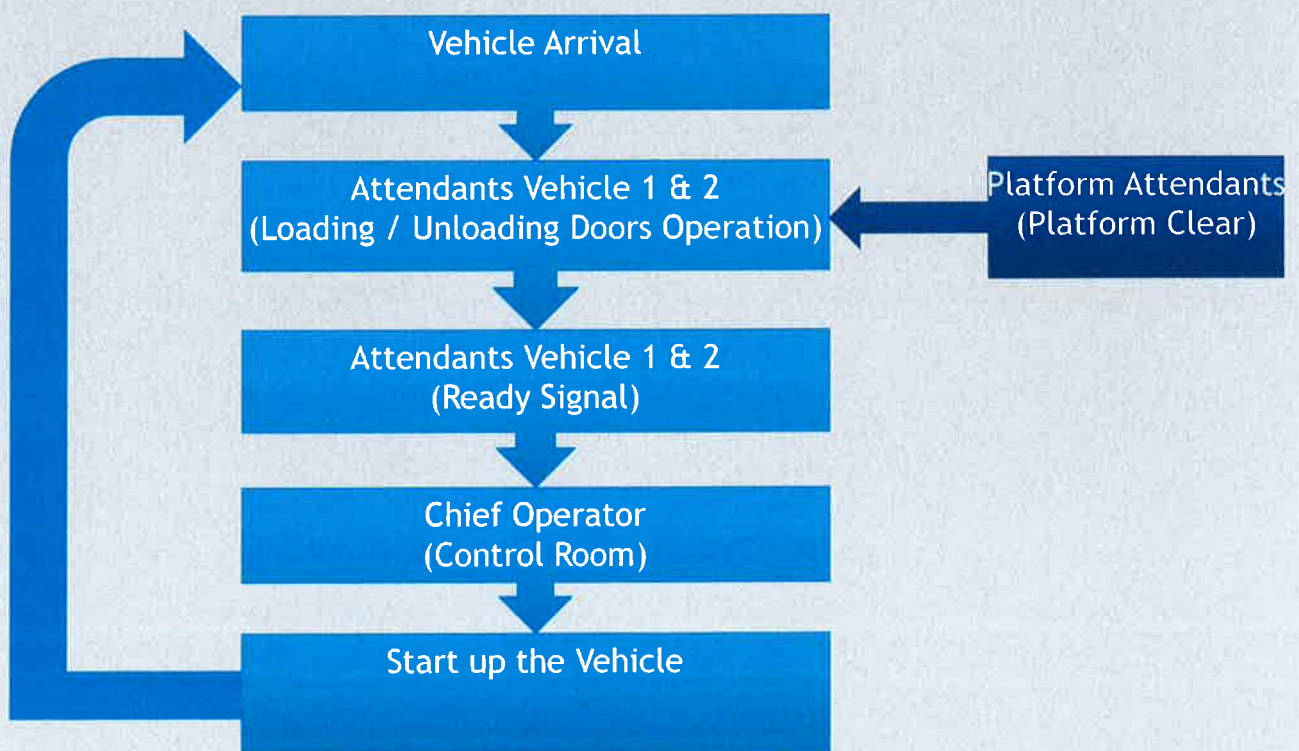 Vehicle Arrival
Attendants Vehicle 1 & 2
(Loading / Unloading Doors Operation)
Platform Attendants
(Platform Clear)
Attendants Vehicle 1 & 2
(Ready Signal)
Chief Operator
(Control Room)
Start up the Vehicle